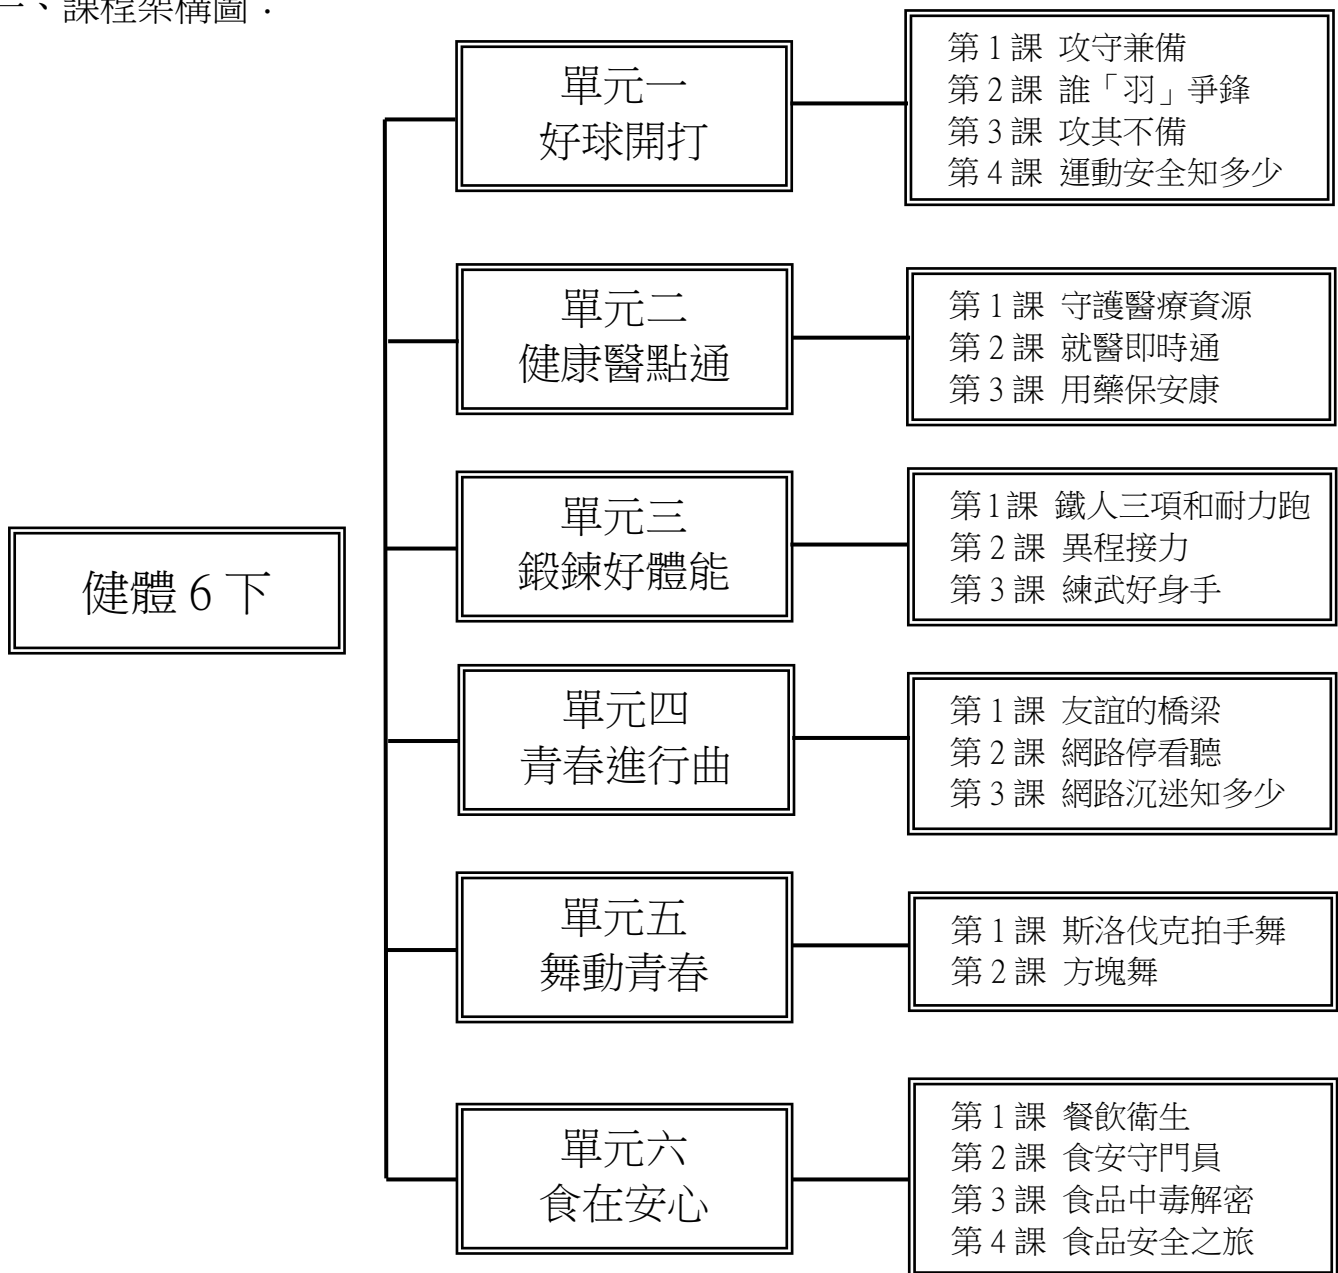 一、課程架構圖：
健體 6 下
單元一
好球開打
第 1 課 攻守兼備
第 2 課 誰「羽」爭鋒
第 3 課 攻其不備
第 4 課 運動安全知多少
單元二
健康醫點通
第 1 課 守護醫療資源
第 2 課 就醫即時通
第 3 課 用藥保安康
單元三
鍛鍊好體能
第 1 課 鐵人三項和耐力跑
第 2 課 異程接力
第 3 課 練武好身手
單元四
青春進行曲
第 1 課 友誼的橋梁
第 2 課 網路停看聽
第 3 課 網路沉迷知多少
單元五
舞動青春
第 1 課 斯洛伐克拍手舞
第 2 課 方塊舞
單元六
食在安心
第 1 課 餐飲衛生
第 2 課 食安守門員
第 3 課 食品中毒解密
第 4 課 食品安全之旅